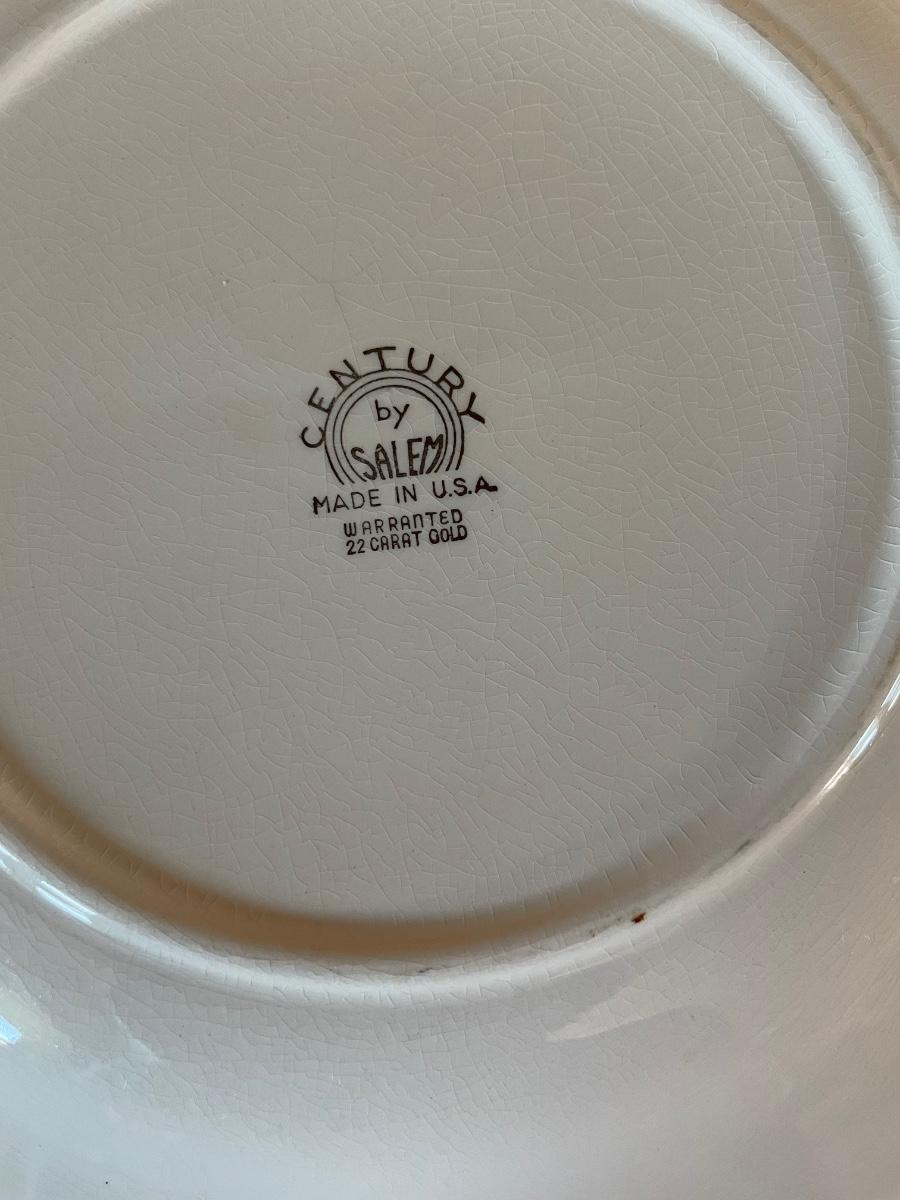 CENTURY
by
SALEM
MADE IN U.S.A.
WARRANTED
22 CARAT GOLD